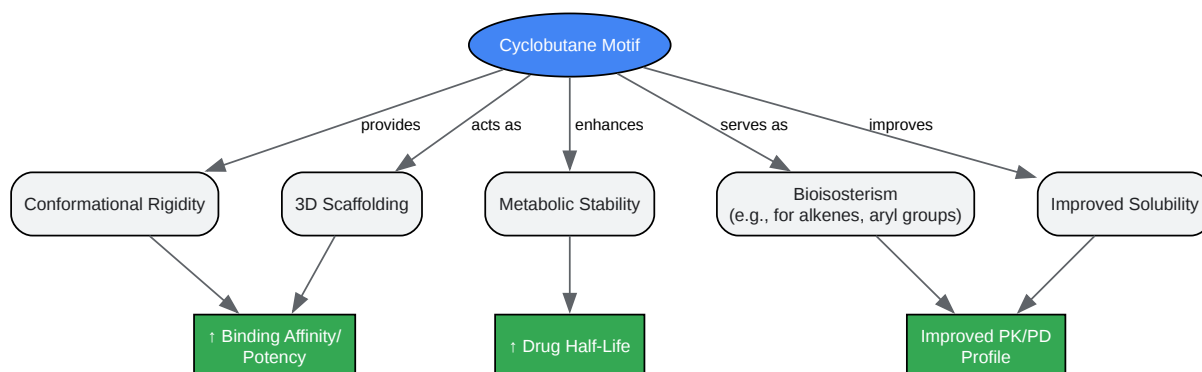 Cyclobutane Motif
provides
acts as
enhances
serves as
improves
Conformational Rigidity
3D Scaffolding
Metabolic Stability
Bioisosterism
(e.g., for alkenes, aryl groups)
Improved Solubility
↑ Binding Affinity/
Potency
↑ Drug Half-Life
Improved PK/PD
Profile